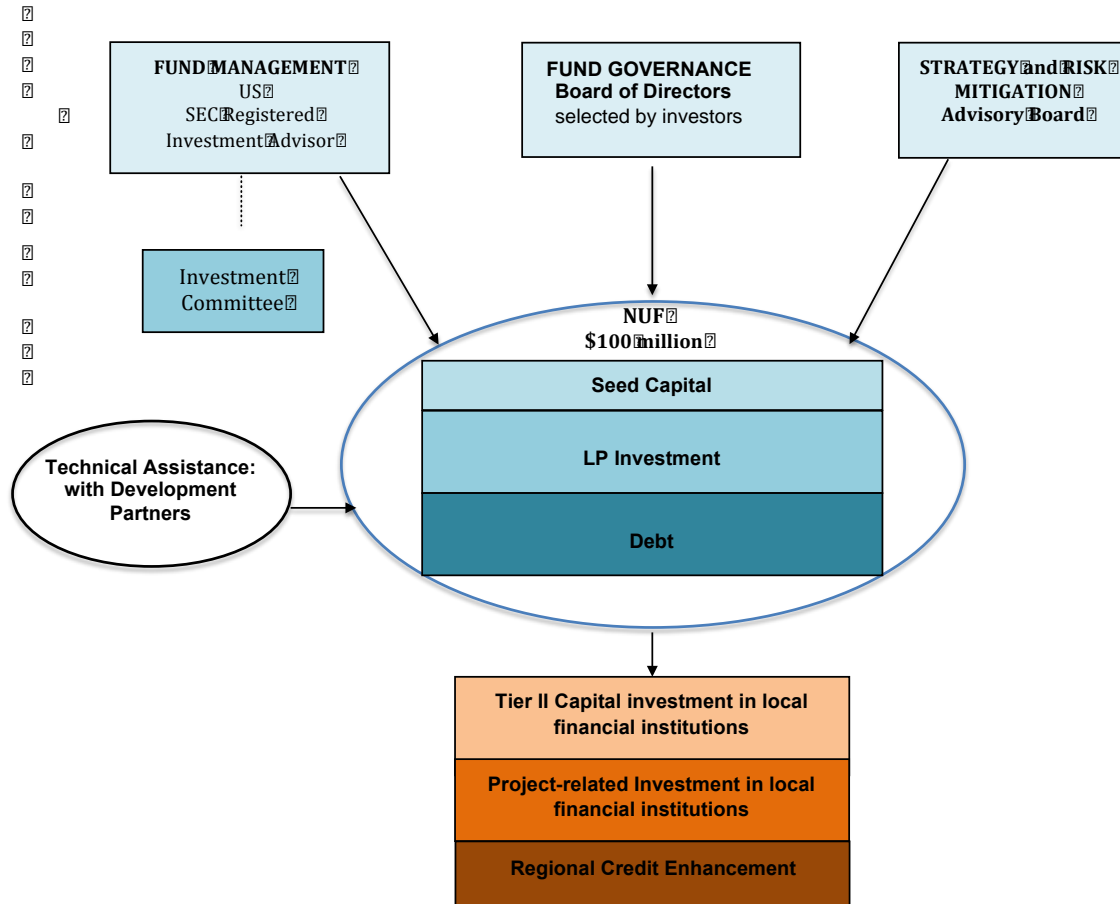 FUND MANAGEMENT
US
SEC Registered
Investment Advisor
FUND GOVERNANCE
Board of Directors
selected by investors
STRATEGY and RISK
MITIGATION
Advisory Board
Investment
Committee
NUF
$100 million
Seed Capital
LP Investment
Debt
Technical Assistance:
with Development
Partners
Tier II Capital investment in local
financial institutions
Project-related Investment in local
financial institutions
Regional Credit Enhancement